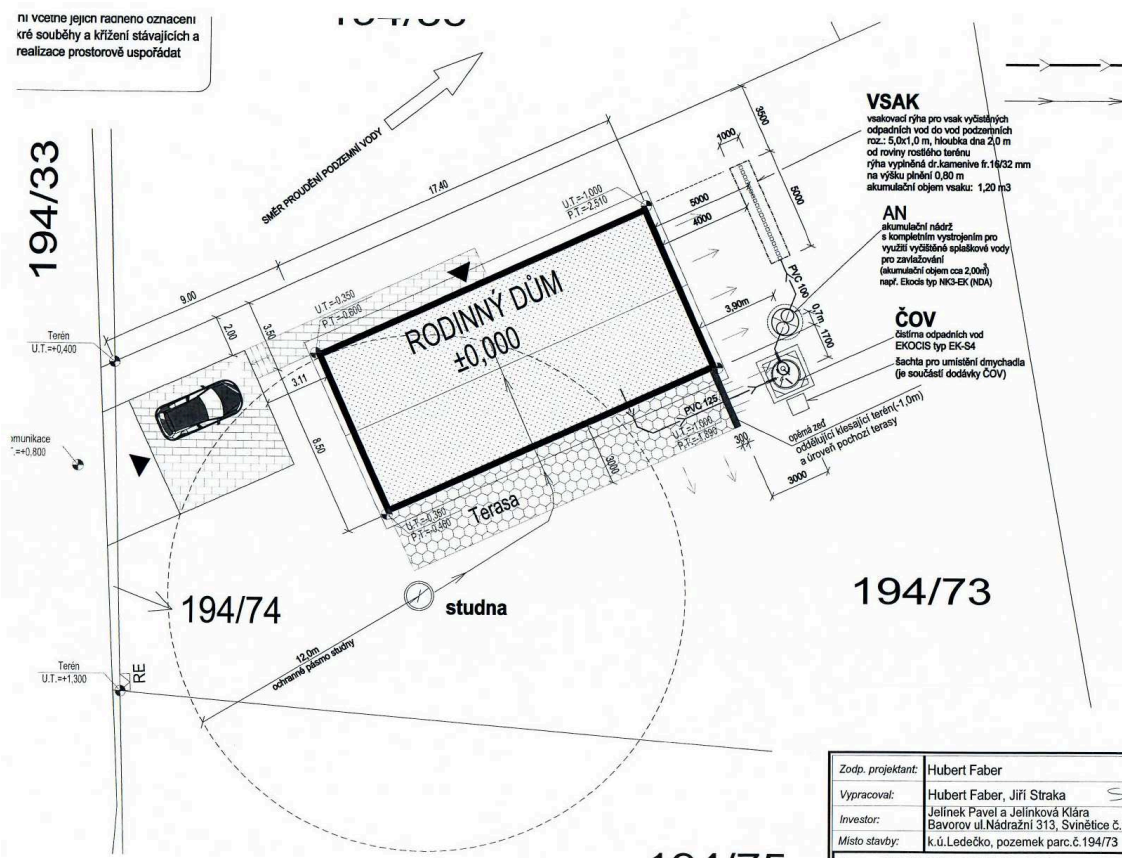 ní včetně jejich řádného označení
kré souběhy a křížení stávajících a
realizace prostorově uspořádat
194/33
SMĚR PROUDĚNÍ PODZEMNÍ VODY
17.40
9.00
2.00
3.50
3.11
8.50
U.T.=-0,350
P.T.=-0,600
U.T.=-1,000
P.T.=-2,510
RODINNÝ DŮM
±0,000
1000
3500
5000
4000
5000
PVC 100
3,90m
0,7m
1700
VSAK
vsakovací rýha pro vsak vyčistěných
odpadních vod do vod podzemních
roz.: 5,0x1,0 m, hloubka dna 2,0 m
od roviny rostlého terénu
rýha vyplněná dr.kamenive fr.16/32 mm
na výšku plnění 0,80 m
akumulační objem vsaku: 1,20 m3
AN
akumulační nádrž
s kompletním vystrojením pro
využití vyčištěné splaškové vody
pro zavlažování
(akumulační objem cca 2,00m3)
např. Ekocis typ NK3-EK (NDA)
ČOV
čistírna odpadních vod
EKOCIS typ EK-S4
šachta pro umístění dmychadla
(je součástí dodávky ČOV)
opěrná zeď
oddělující klesající terén(-1,0m)
a úroveň pochozí terasy
PVC 125
U.T.=-1,000
P.T.=-1,890
300
3000
3000
Terén
U.T.=+0,400
munikace
.=+0,800
U.T.=-0,350
P.T.=-0,460
Terasa
studna
12,0m
ochranné pásmo studny
194/74
194/73
Terén
U.T.=+1,300
RE
Zodp. projektant: Hubert Faber
Vypracoval: Hubert Faber, Jiří Straka
Investor: Jelínek Pavel a Jelínková Klára
Bavorov ul.Nádražní 313, Svinětice č.
Místo stavby: k.ú.Ledečko, pozemek parc.č.194/73
194/75